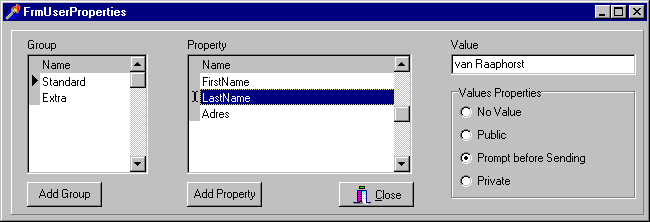 FrmUserProperties
Group
Property
Value
Name
Standard
Extra
Name
FirstName
LastName
Adres
van Raaphorst
Values Properties
No Value
Public
Prompt before Sending
Private
Add Group
Add Property
Close